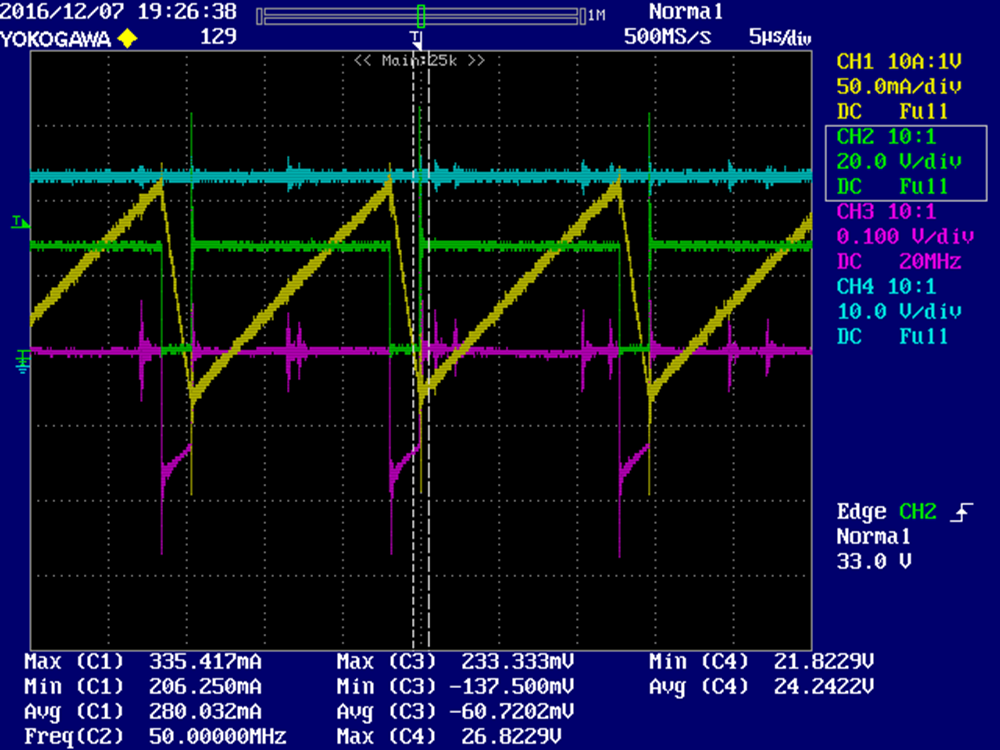 2016/12/07 19:26:38 1M Normal
YOKOGAWA 129 500MS/s 5µs/div
T
<< Main:25k >>
CH1 10A:1V
50.0mA/div
DC Full
CH2 10:1
20.0 V/div
DC Full
CH3 10:1
0.100 V/div
DC 20MHz
CH4 10:1
10.0 V/div
DC Full
T
Edge CH2
Normal
33.0 V
Max (C1) 335.417mA Max (C3) 233.333mV Min (C4) 21.8229V
Min (C1) 206.250mA Min (C3) -137.500mV Avg (C4) 24.2422V
Avg (C1) 280.032mA Avg (C3) -60.7202mV
Freq(C2) 50.00000MHz Max (C4) 26.8229V